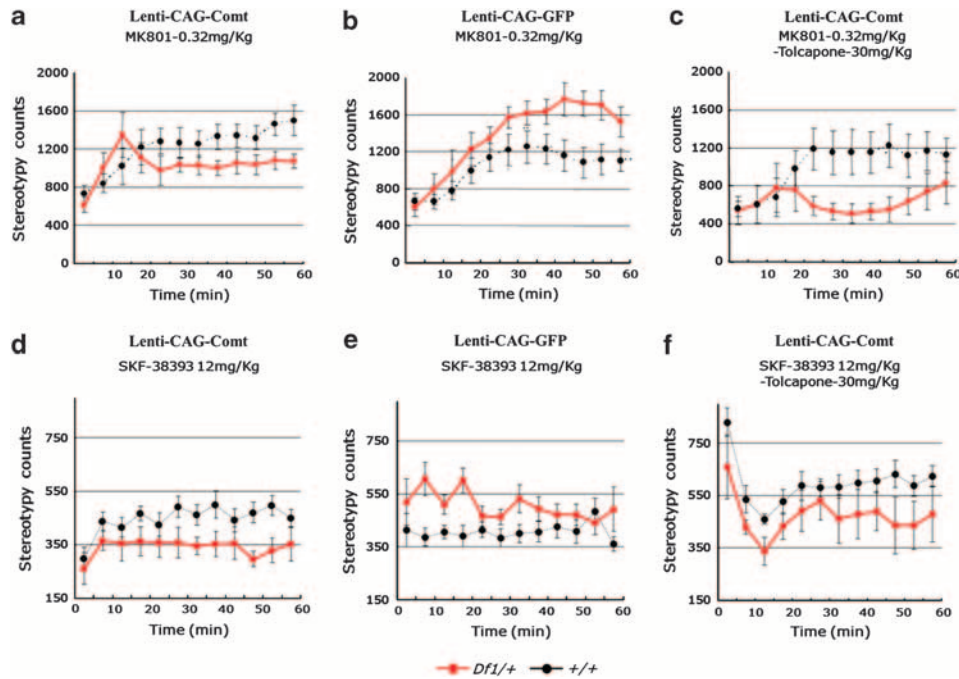 a
Lenti-CAG-Comt
MK801-0.32mg/Kg
Stereotypy counts
2000
1600
1200
800
400
0
10 20 30 40 50 60
Time (min)
b
Lenti-CAG-GFP
MK801-0.32mg/Kg
Stereotypy counts
2000
1600
1200
800
400
0
0 10 20 30 40 50 60
Time (min)
c
Lenti-CAG-Comt
MK801-0.32mg/Kg
-Tolcapone-30mg/Kg
Stereotypy counts
2000
1600
1200
800
400
0
10 20 30 40 50 60
Time (min)
d
Lenti-CAG-Comt
SKF-38393 12mg/Kg
Stereotypy counts
750
550
350
150
0 10 20 30 40 50 60
Time (min)
e
Lenti-CAG-GFP
SKF-38393 12mg/Kg
Stereotypy counts
750
550
350
150
0 10 20 30 40 50 60
Time (min)
f
Lenti-CAG-Comt
SKF-38393 12mg/Kg
-Tolcapone-30mg/Kg
Stereotypy counts
750
550
350
150
0 10 20 30 40 50 60
Time (min)
Df1/+ +/+